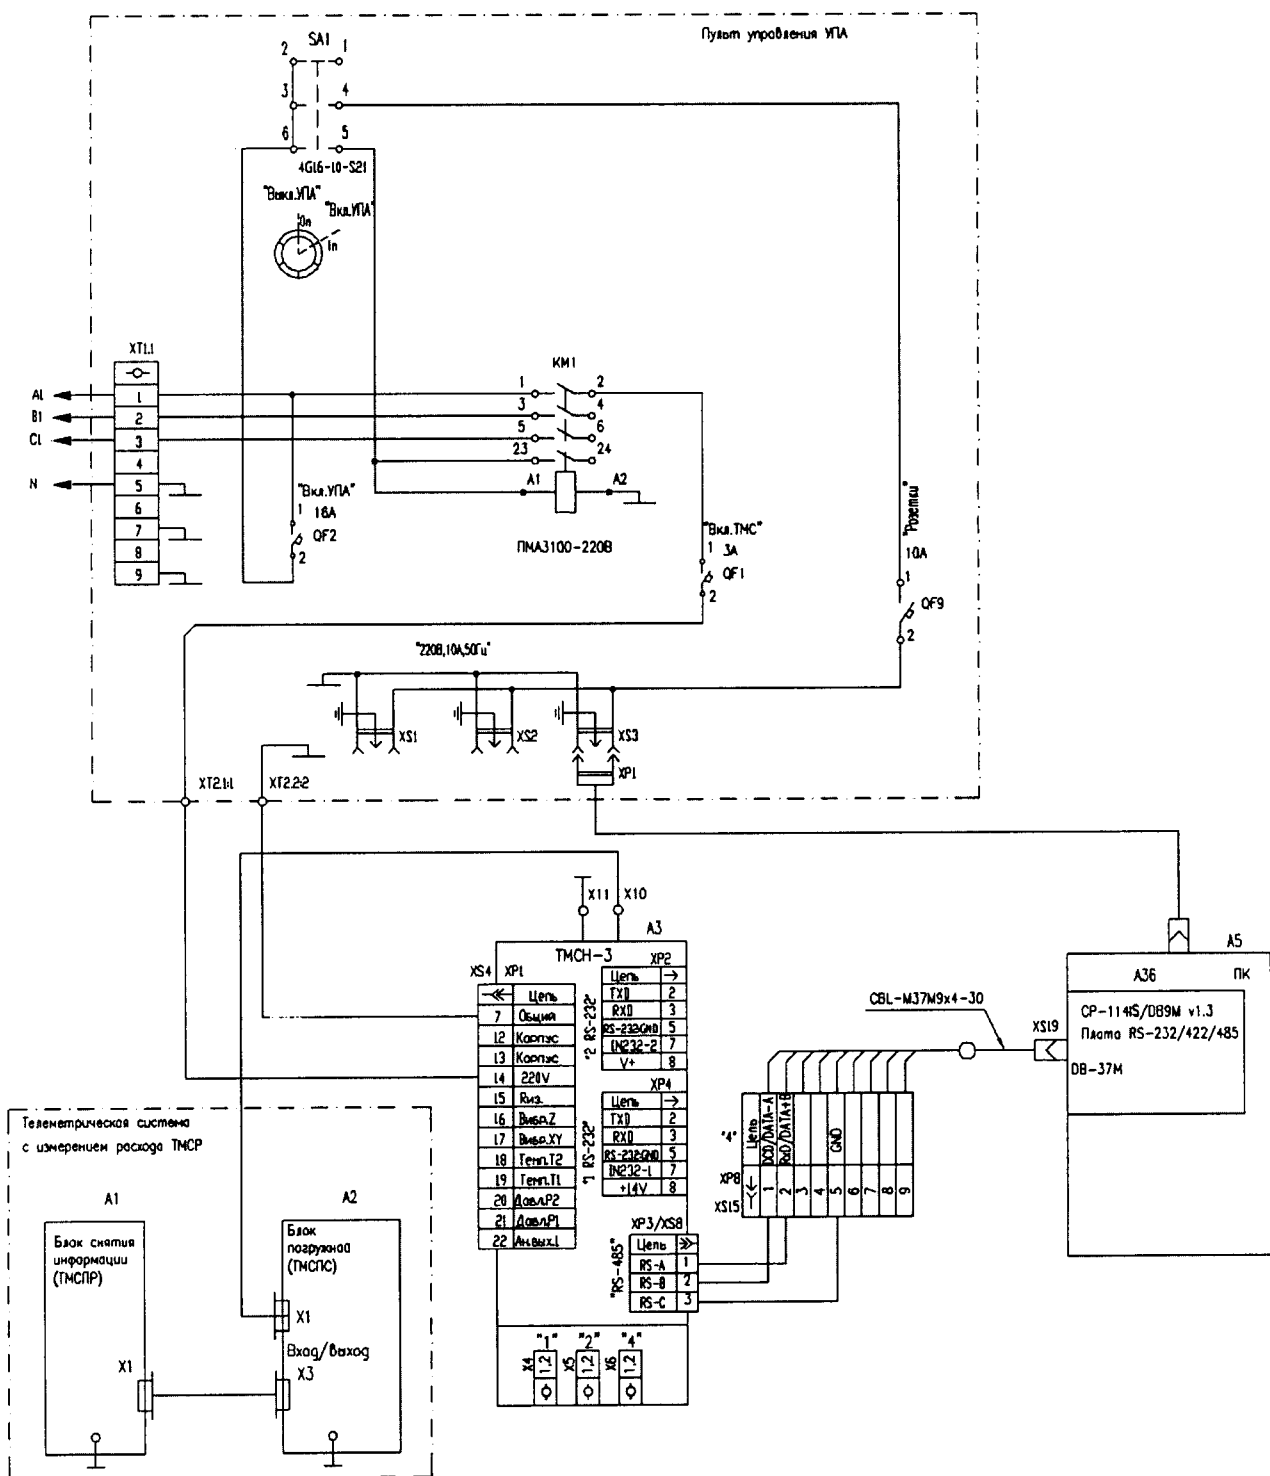 Пульт управления УПА
SA1
2
1
3
4
6
5
4G16-10-S21
"Выкл.УПА"
"Вкл.УПА"
0п
Iп
XT1.1
A1
1
B1
2
C1
3
4
N
5
6
7
8
9
KM1
1
2
3
4
5
6
23
24
A1
A2
ПМА3100-220В
"Вкл.УПА"
1
16А
QF2
2
"Вкл.ТМС"
1
3А
QF1
2
"Розетки"
10А
1
QF9
2
"220В,10А,50Гц"
XS1
XS2
XS3
XP1
XT2.1:1
XT2.2:2
X11
X10
A3
ТМСН-3
XS4
XP1
Цепь
7
Общий
12
Корпус
13
Корпус
14
220V
15
Rиз.
16
Вибр.Z
17
Вибр.XY
18
Темп.Т2
19
Темп.Т1
20
Давл.Р2
21
Давл.Р1
22
Ан.вых.1
XP2
"2 RS-232"
Цепь
TXD
2
RXD
3
RS-232GND
5
IN232-2
7
V+
8
XP4
"1 RS-232"
Цепь
TXD
2
RXD
3
RS-232GND
5
IN232-1
7
+14V
8
XP3/XS8
"RS-485"
Цепь
RS-A
1
RS-B
2
RS-C
3
"1"
"2"
"4"
X4
1,2
X5
1,2
X6
1,2
CBL-M37M9x4-30
XS19
A5
A36
ПК
CP-114IS/DB9M v1.3
Плата RS-232/422/485
DB-37M
"4"
XP8
XS15
Цепь
DCD/DATA-A
RxD/DATA+B
GND
1
2
3
4
5
6
7
8
9
Телеметрическая система
с измерением расхода ТМСР
A1
Блок снятия
информации
(ТМСПР)
X1
A2
Блок
погружной
(ТМСПС)
X1
Вход/выход
X3